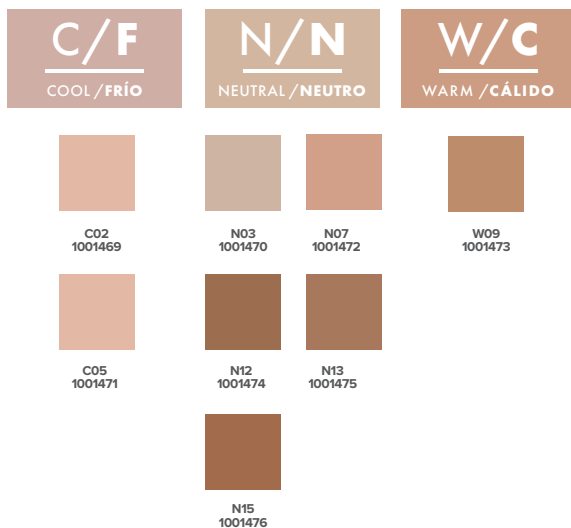 C/F
COOL/FRÍO
N/N
NEUTRAL/NEUTRO
W/C
WARM/CÁLIDO
C02
1001469
N03
1001470
N07
1001472
W09
1001473
C05
1001471
N12
1001474
N13
1001475
N15
1001476